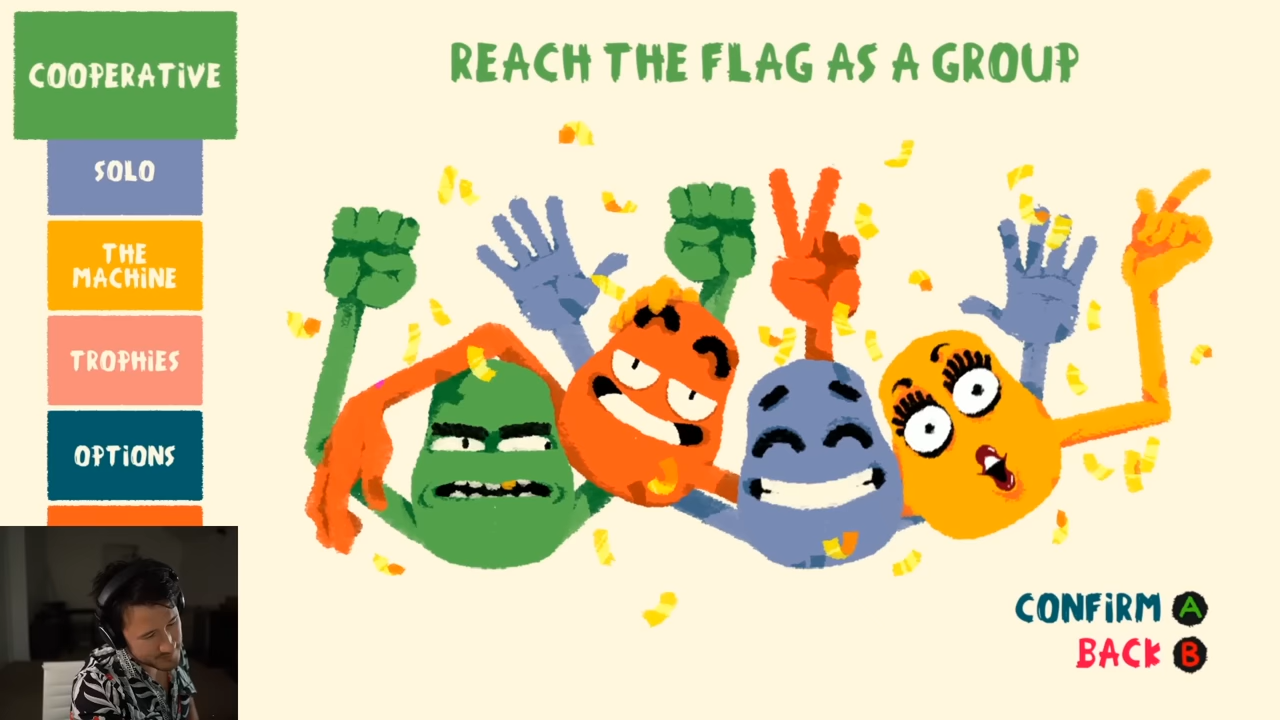 COOPERATIVE
REACH THE FLAG AS A GROUP
SOLO
THE
MACHINE
TROPHIES
OPTIONS
CONFIRM A
BACK B